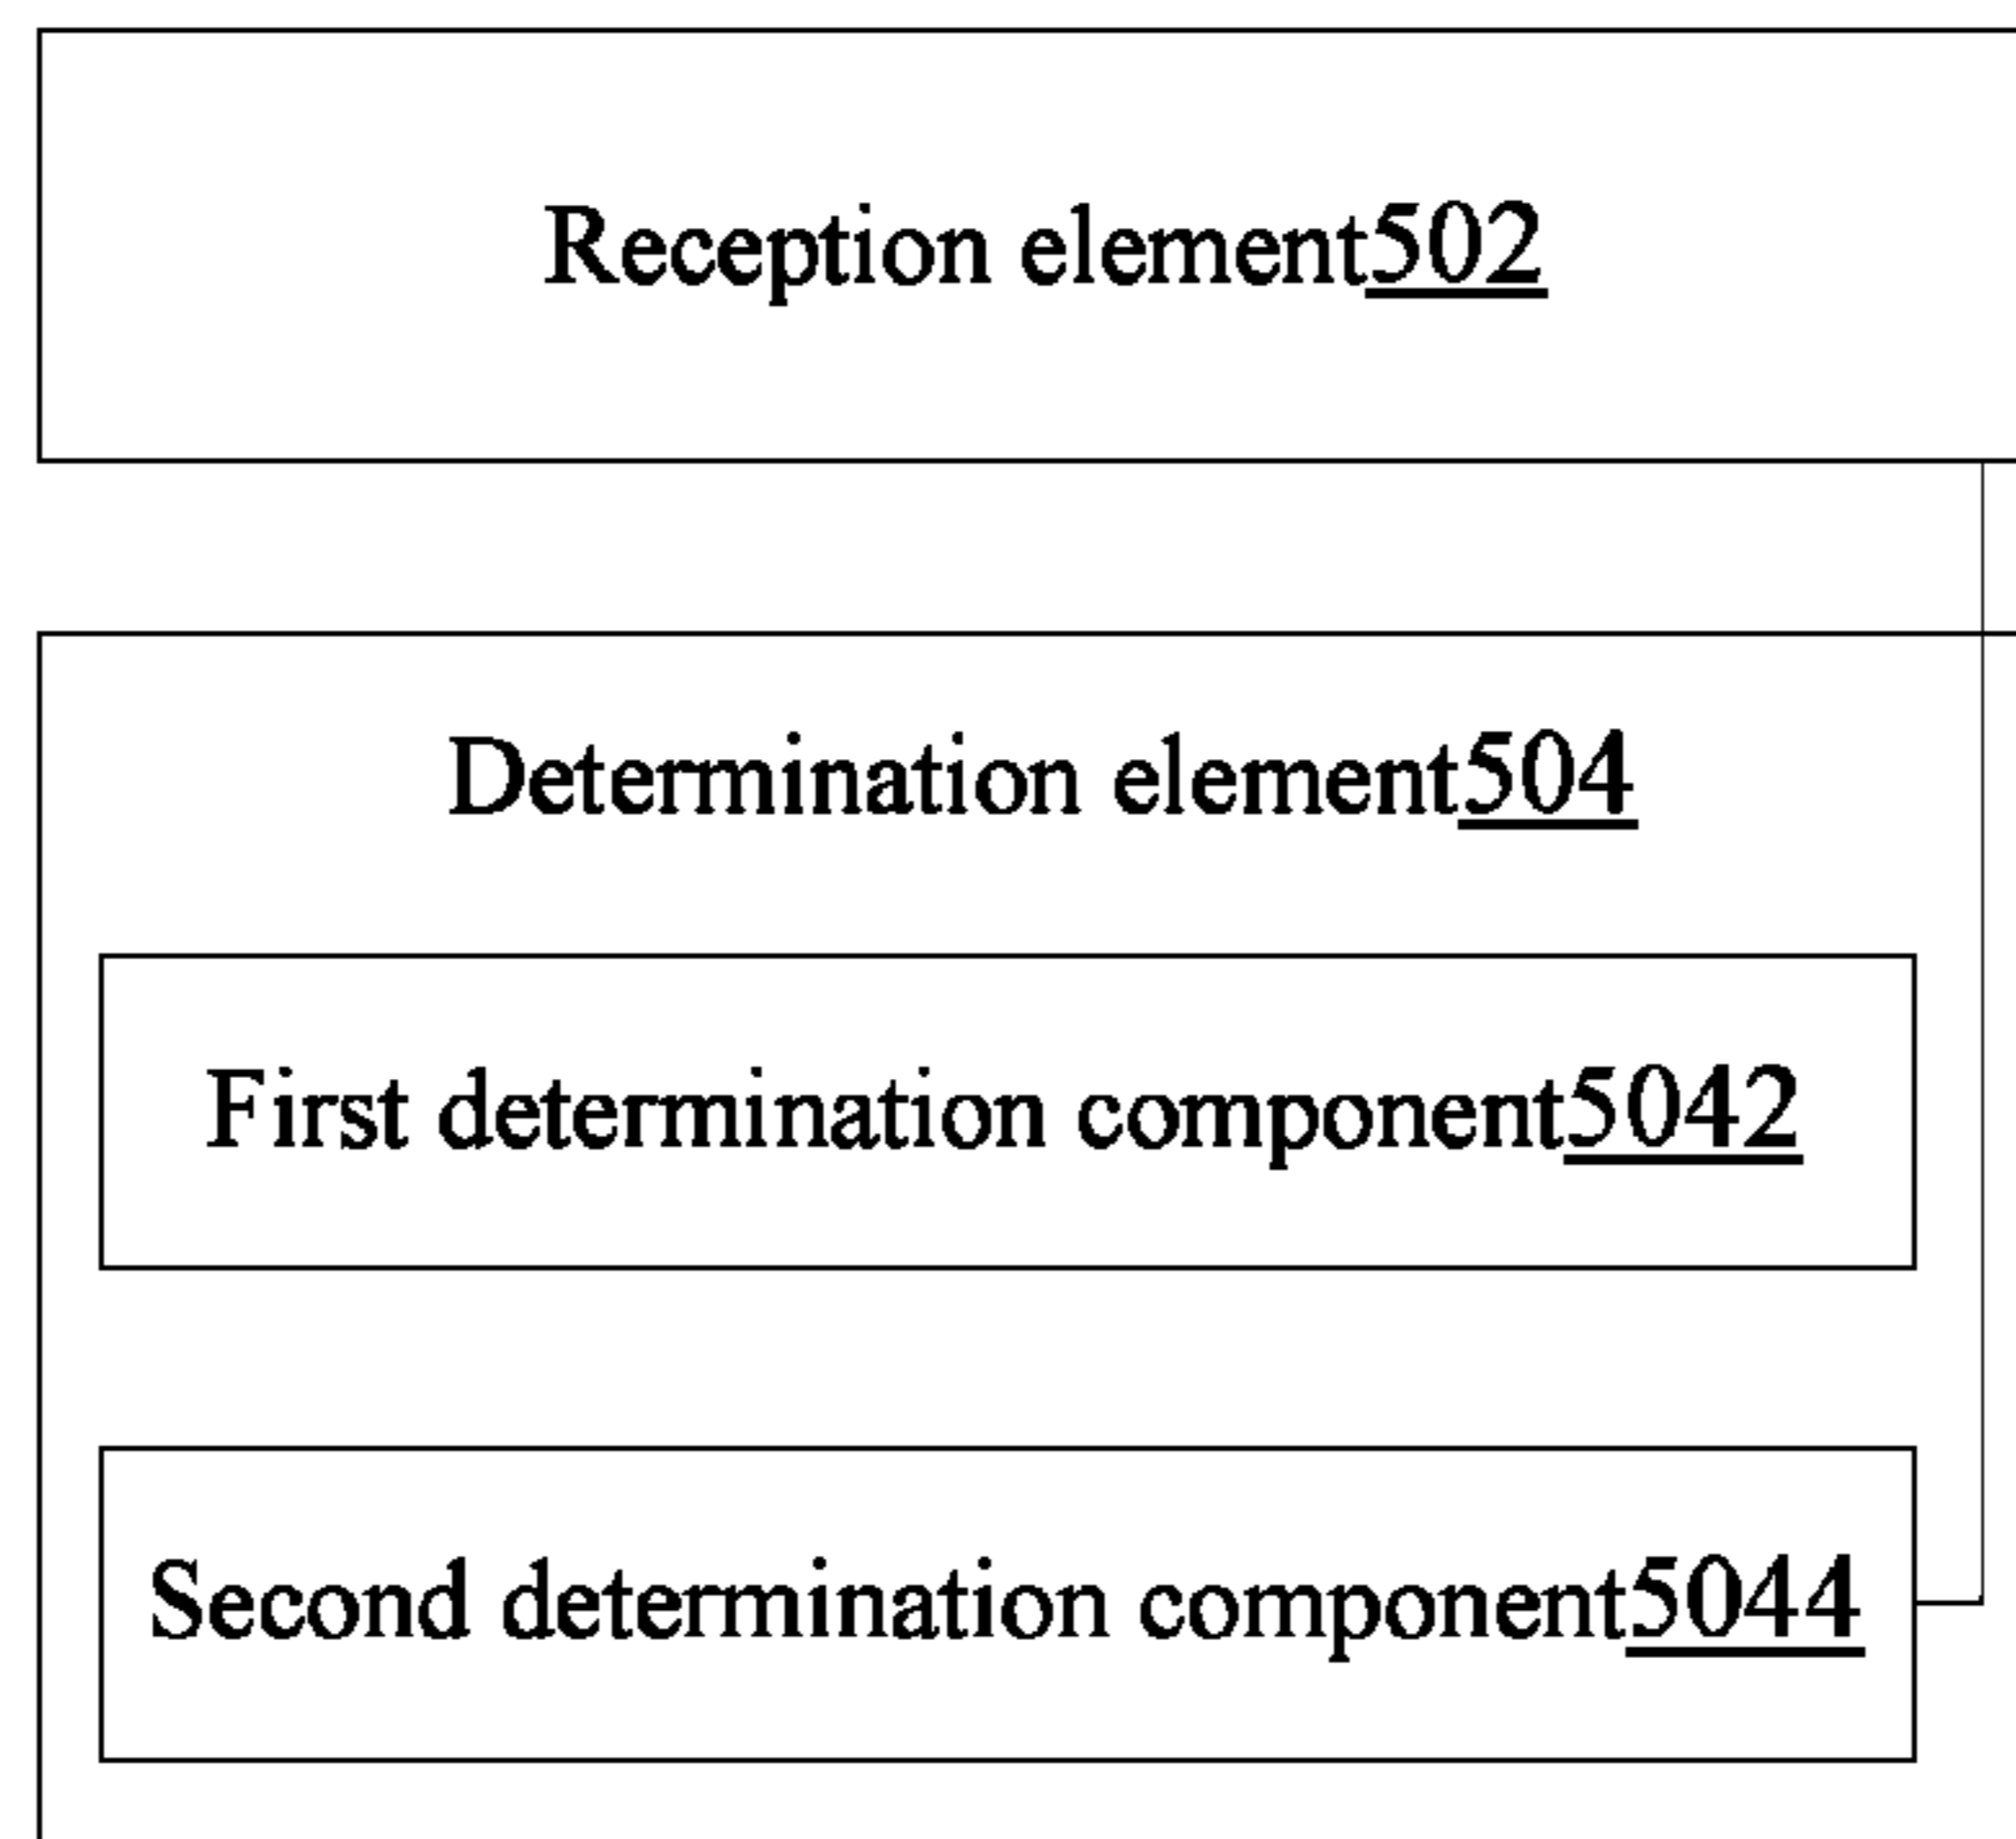 Reception element502
Determination element504
First determination component5042
Second determination component5044